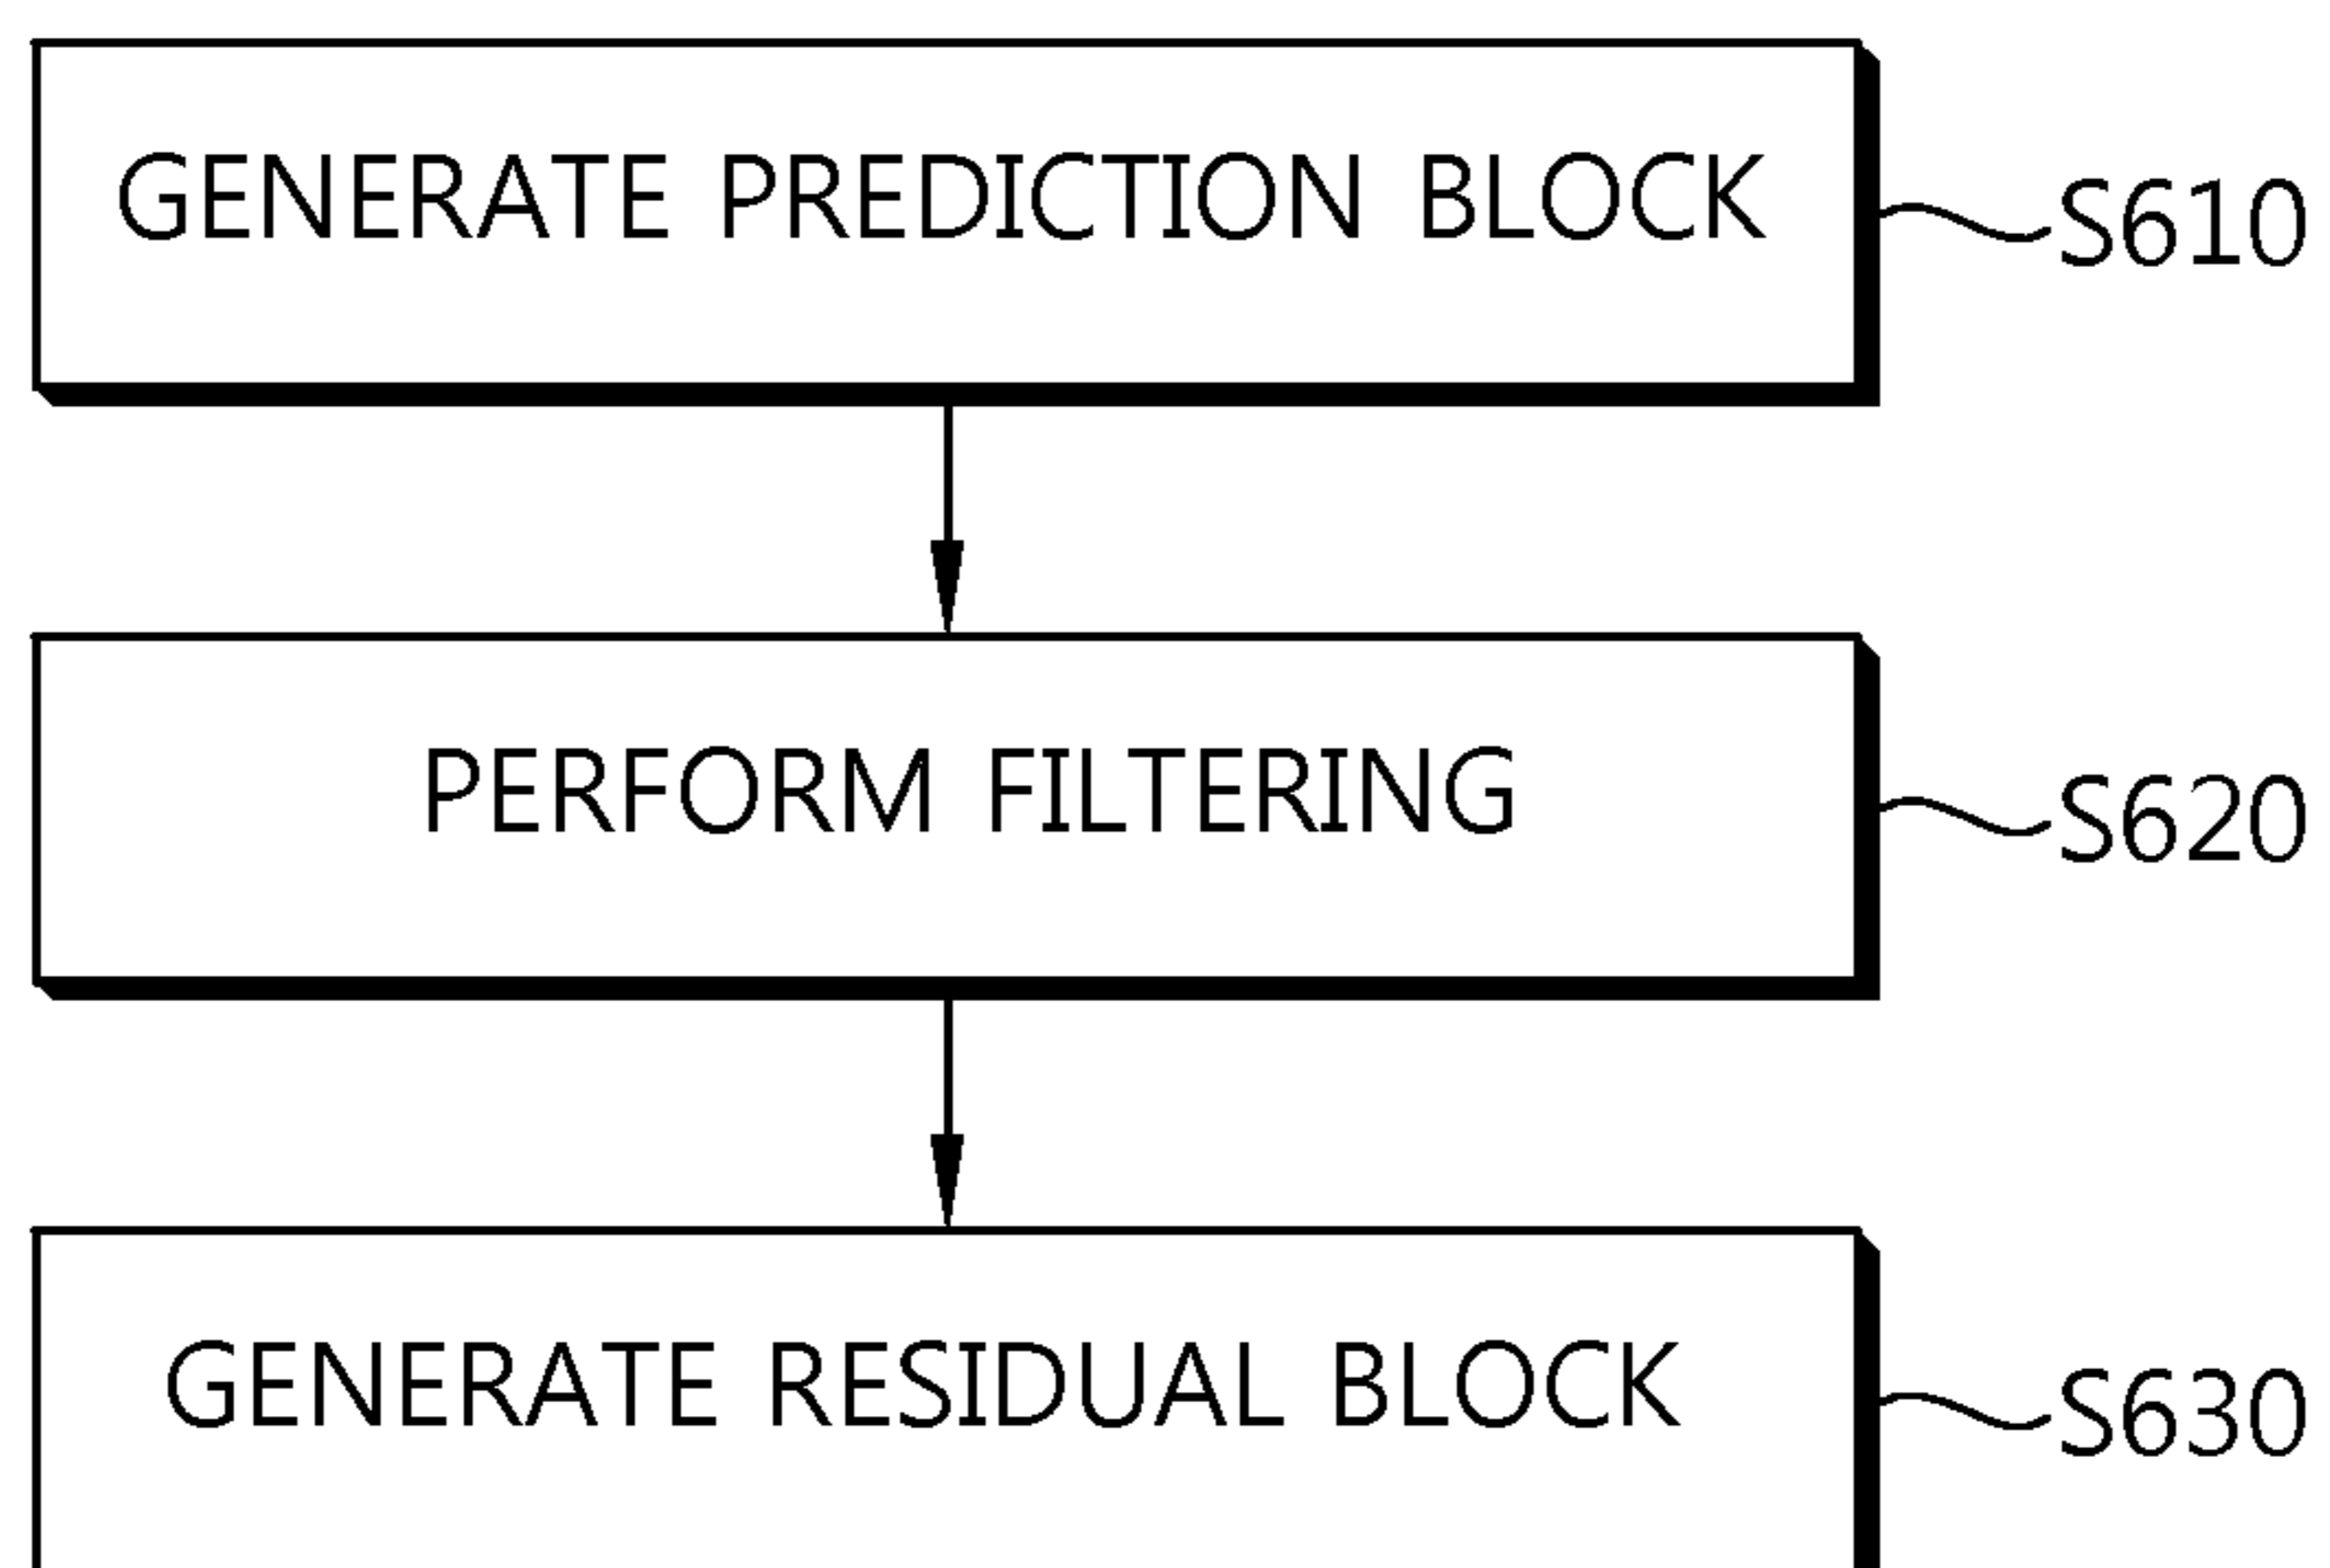 GENERATE PREDICTION BLOCK
S610
PERFORM FILTERING
S620
GENERATE RESIDUAL BLOCK
S630